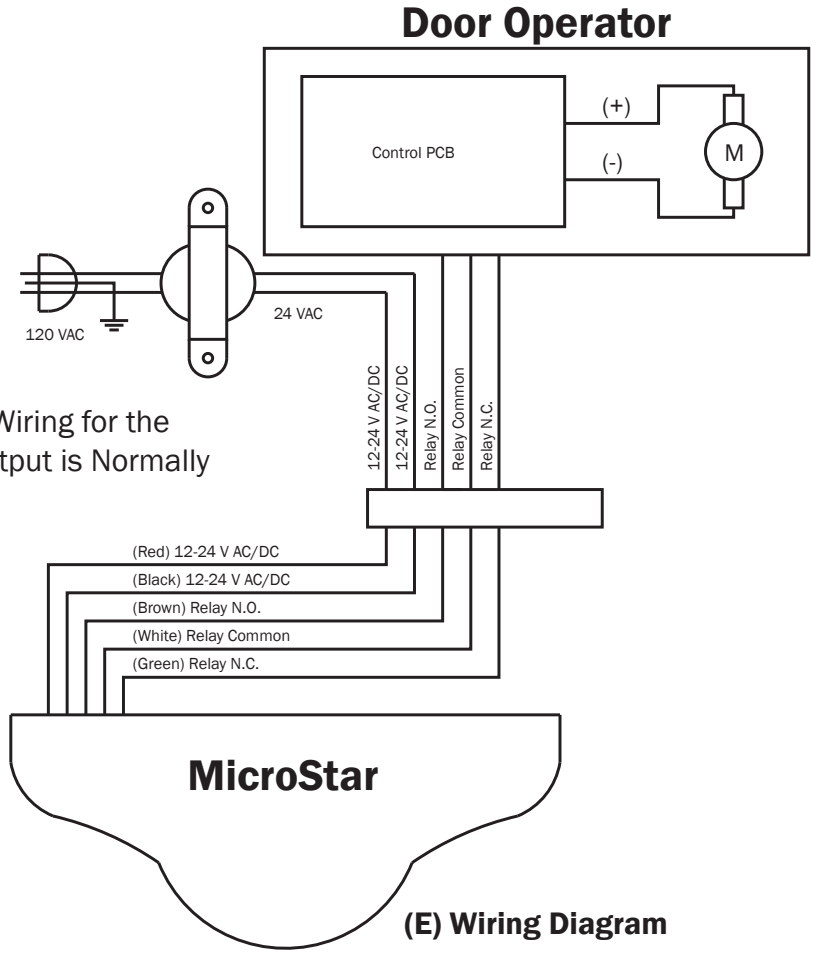 Door Operator
Control PCB
(+)
(-)
M
120 VAC
24 VAC
12-24 V AC/DC
12-24 V AC/DC
Relay N.O.
Relay Common
Relay N.C.
Wiring for the
tput is Normally
(Red) 12-24 V AC/DC
(Black) 12-24 V AC/DC
(Brown) Relay N.O.
(White) Relay Common
(Green) Relay N.C.
MicroStar
(E) Wiring Diagram